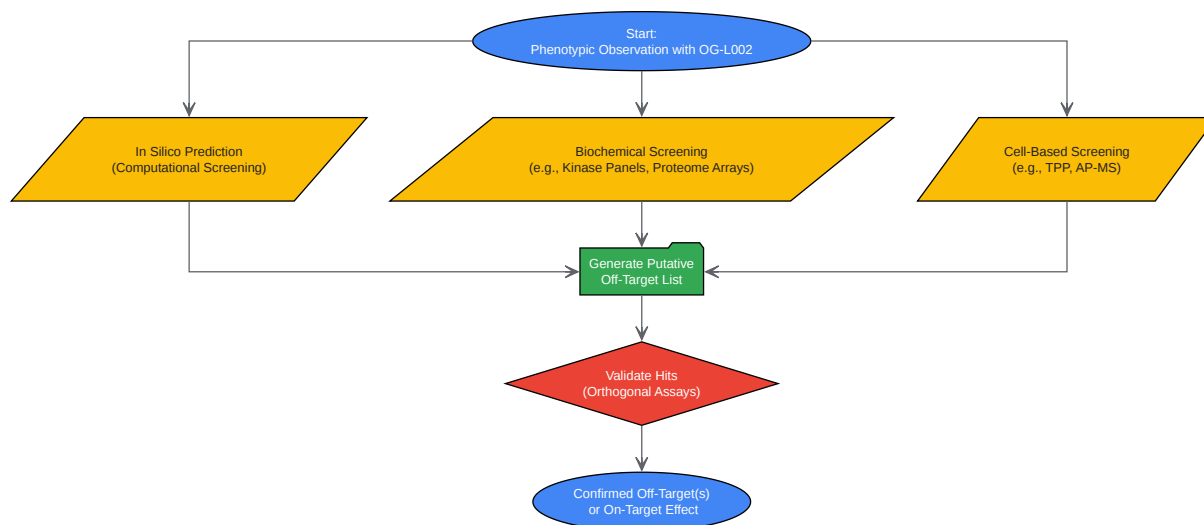 Start:
Phenotypic Observation with OG-L002
In Silico Prediction
(Computational Screening)
Biochemical Screening
(e.g., Kinase Panels, Proteome Arrays)
Cell-Based Screening
(e.g., TPP, AP-MS)
Generate Putative
Off-Target List
Validate Hits
(Orthogonal Assays)
Confirmed Off-Target(s)
or On-Target Effect